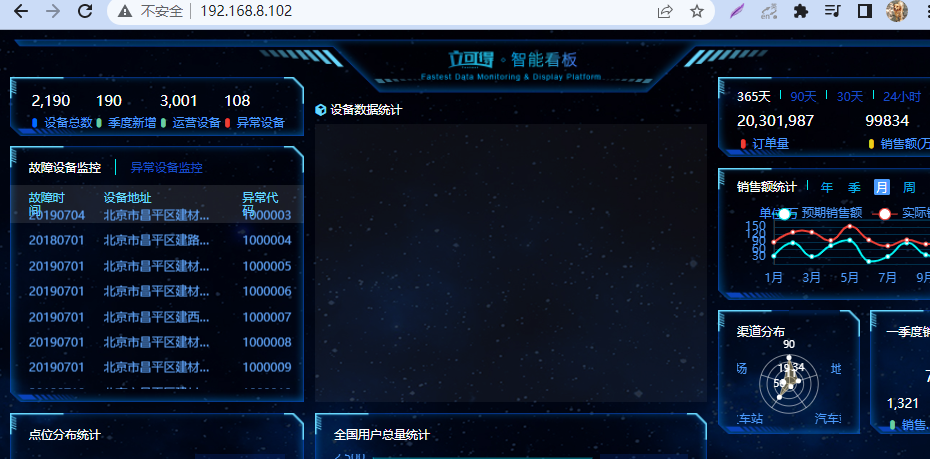 不安全 192.168.8.102
立可得·智能看板
Fastest Data Monitoring & Display Platform
2,190 190 3,001 108
设备总数 季度新增 运营设备 异常设备
故障设备监控 异常设备监控
故障时间 设备地址 异常代码
20190704 北京市昌平区建材... 1000003
20180701 北京市昌平区建路... 1000004
20190701 北京市昌平区建材... 1000005
20190701 北京市昌平区建材... 1000006
20190701 北京市昌平区建西... 1000007
20190701 北京市昌平区建材... 1000008
20190701 北京市昌平区建材... 1000009
点位分布统计
设备数据统计
全国用户总量统计
2,500
365天 90天 30天 24小时
20,301,987 99834
订单量 销售额(万
销售额统计 年 季 月 周
单位:万 预期销售额 实际销
150
120
90
60
30
1月 3月 5月 7月 9月
渠道分布
90
19 34
56
场 地
车站 汽车
一季度销
1,321
销售